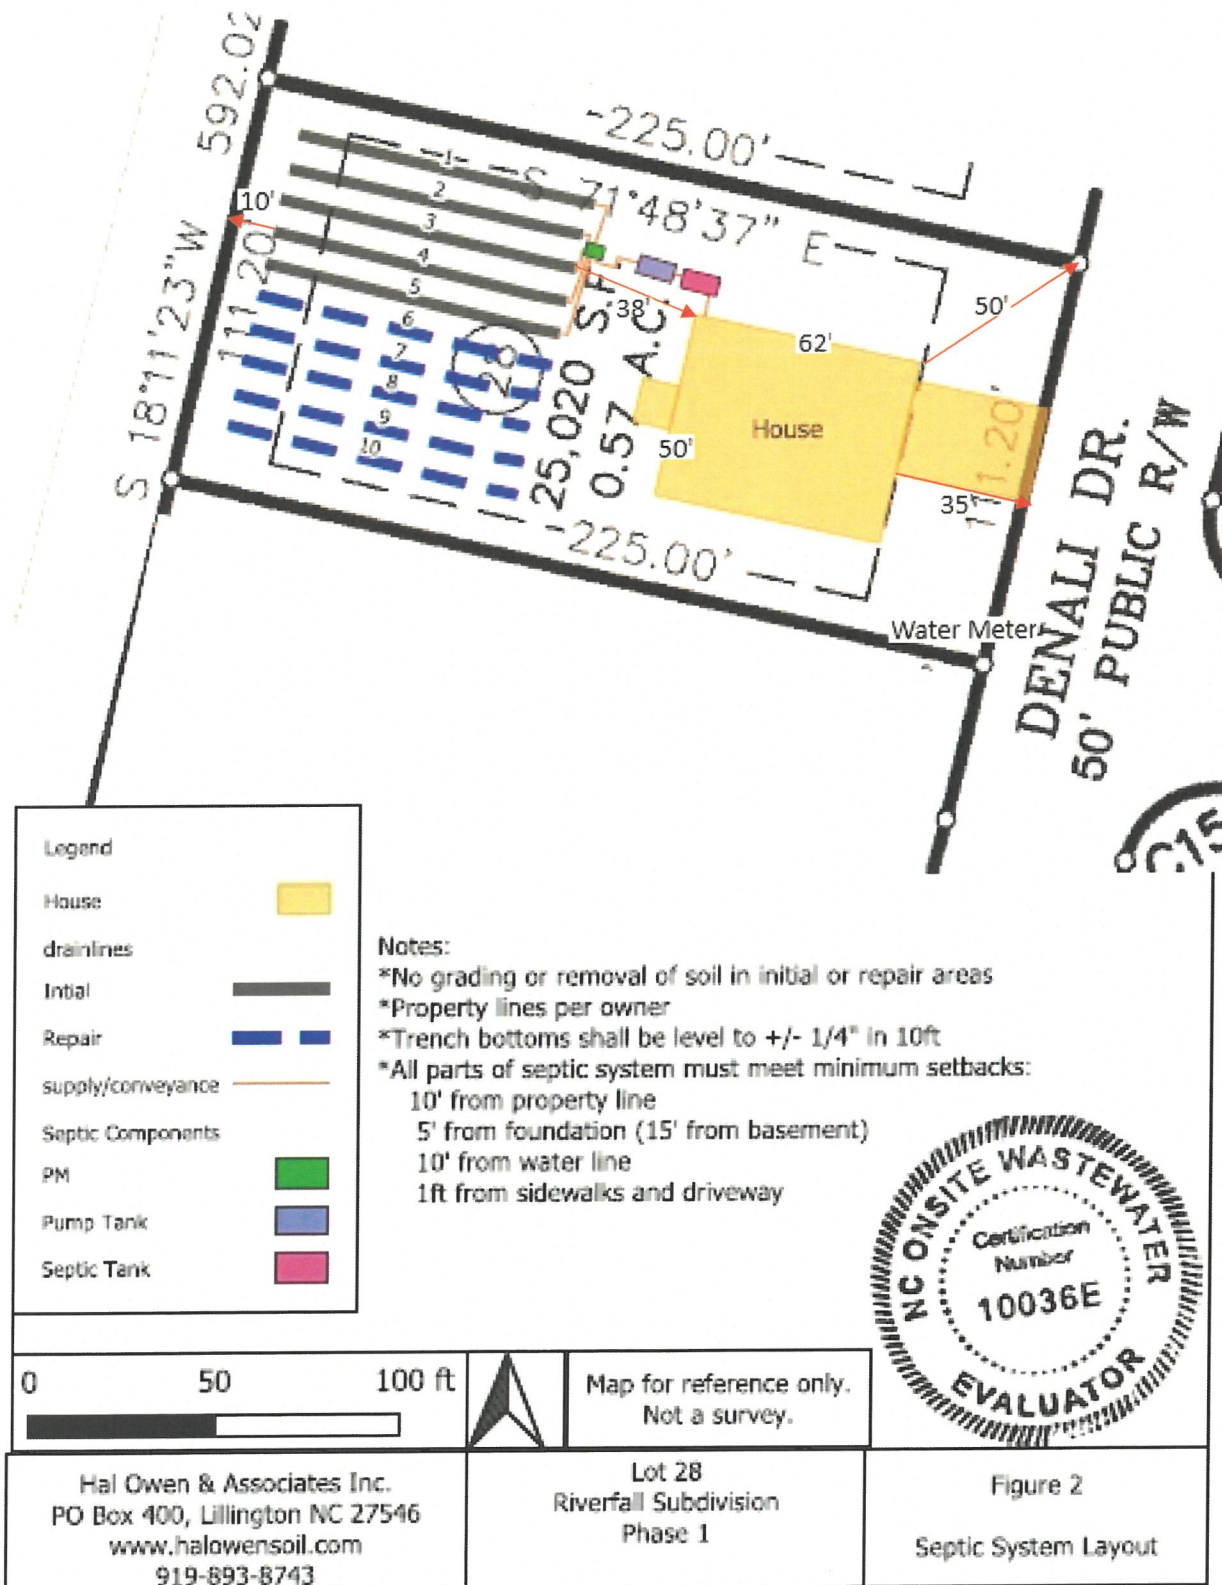 592.02
-225.00'
S 71°48'37" E
10'
S 18°11'23"W
111.20
1
2
3
4
5
6
7
8
9
10
28
25,020 S.F.
0.57 A.C.
38'
62'
50'
House
50'
35'
111.20'
-225.00'
Water Meter
DENALI DR.
50' PUBLIC R/W
C15
Legend
House
drainlines
Intial
Repair
supply/conveyance
Septic Components
PM
Pump Tank
Septic Tank
Notes:
*No grading or removal of soil in initial or repair areas
*Property lines per owner
*Trench bottoms shall be level to +/- 1/4" in 10ft
*All parts of septic system must meet minimum setbacks:
10' from property line
5' from foundation (15' from basement)
10' from water line
1ft from sidewalks and driveway
NC ONSITE WASTEWATER
Certification
Number
10036E
EVALUATOR
0 50 100 ft
Map for reference only.
Not a survey.
Hal Owen & Associates Inc.
PO Box 400, Lillington NC 27546
www.halowensoil.com
919-893-8743
Lot 28
Riverfall Subdivision
Phase 1
Figure 2
Septic System Layout